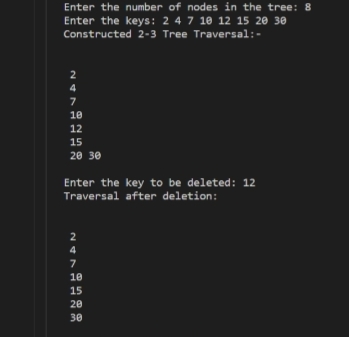 Enter the number of nodes in the tree: 8
Enter the keys: 2 4 7 10 12 15 20 30
Constructed 2-3 Tree Traversal:-
2
4
7
10
12
15
20 30
Enter the key to be deleted: 12
Traversal after deletion:
2
4
7
10
15
20
30